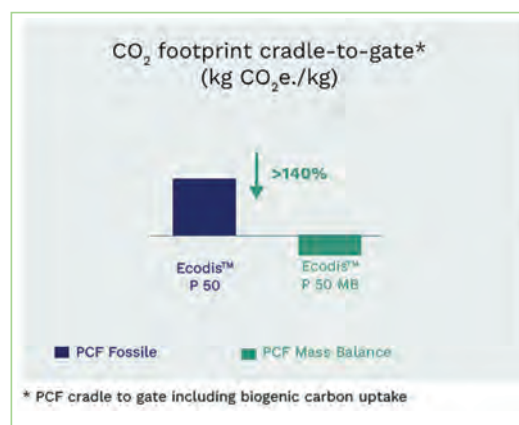 CO₂ footprint cradle-to-gate*
(kg CO₂e./kg)
>140%
Ecodis™
P 50
Ecodis™
P 50 MB
PCF Fossile
PCF Mass Balance
* PCF cradle to gate including biogenic carbon uptake